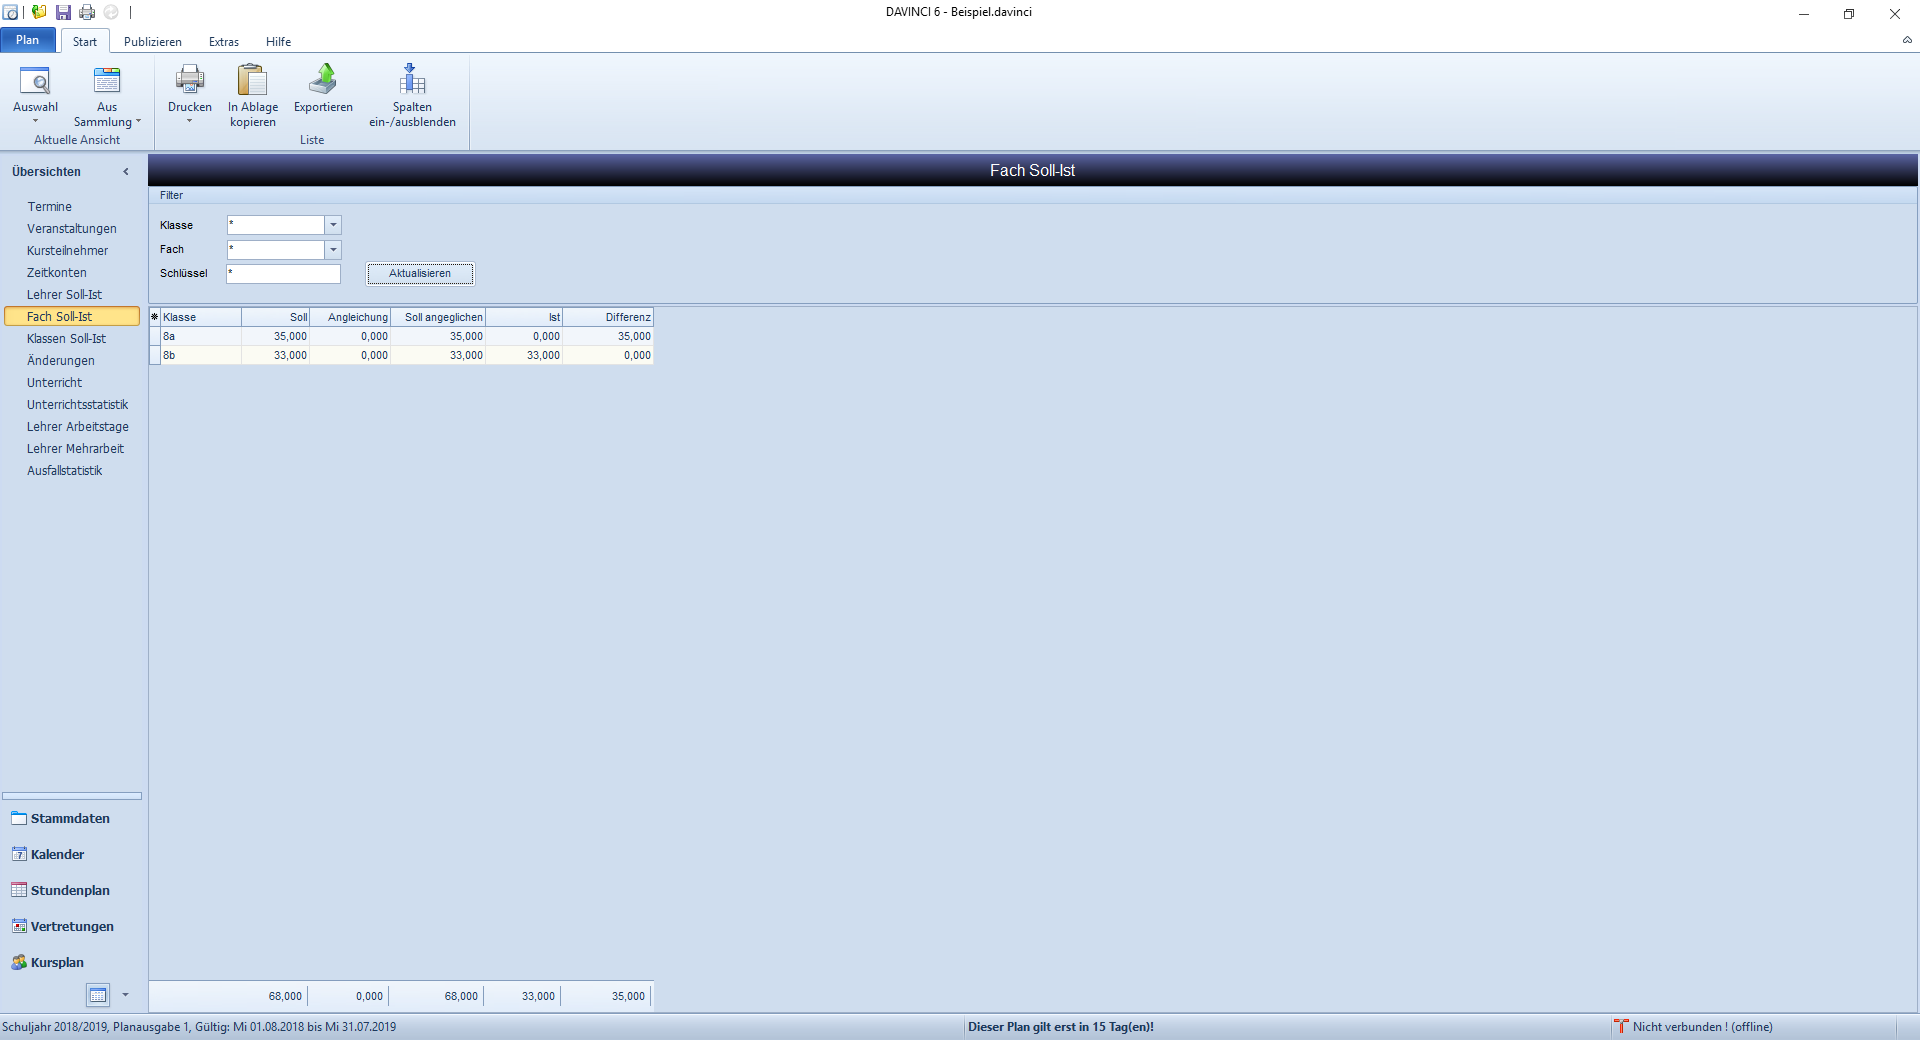 DAVINCI 6 - Beispiel.davinci
Plan
Start
Publizieren
Extras
Hilfe
Auswahl
Aus
Sammlung
Aktuelle Ansicht
Drucken
In Ablage
kopieren
Exportieren
Spalten
ein-/ausblenden
Liste
Übersichten
Termine
Veranstaltungen
Kursteilnehmer
Zeitkonten
Lehrer Soll-Ist
Fach Soll-Ist
Klassen Soll-Ist
Änderungen
Unterricht
Unterrichtsstatistik
Lehrer Arbeitstage
Lehrer Mehrarbeit
Ausfallstatistik
Stammdaten
Kalender
Stundenplan
Vertretungen
Kursplan
Fach Soll-Ist
Filter
Klasse *
Fach *
Schlüssel * Aktualisieren
Klasse Soll Angleichung Soll angeglichen Ist Differenz
8a 35,000 0,000 35,000 0,000 35,000
8b 33,000 0,000 33,000 33,000 0,000
68,000 0,000 68,000 33,000 35,000
Schuljahr 2018/2019, Planausgabe 1, Gültig: Mi 01.08.2018 bis Mi 31.07.2019
Dieser Plan gilt erst in 15 Tag(en)!
Nicht verbunden ! (offline)